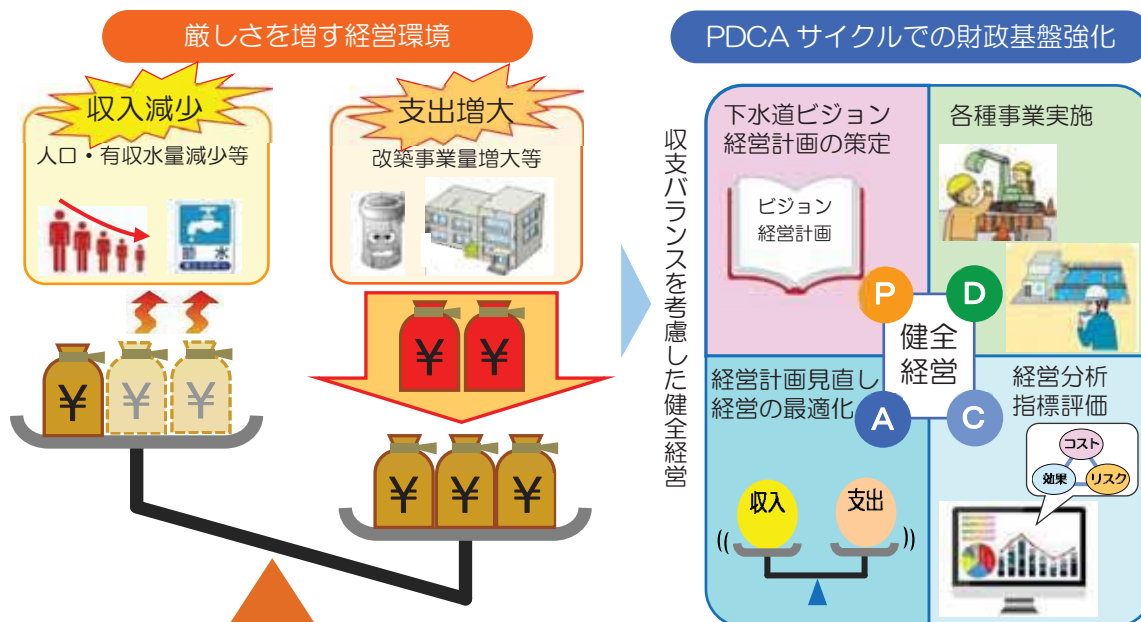 厳しさを増す経営環境
収入減少
人口・有収水量減少等
節水
支出増大
改築事業量増大等
¥
¥
¥
¥
¥
¥
¥
¥
PDCA サイクルでの財政基盤強化
収支バランスを考慮した健全経営
下水道ビジョン
経営計画の策定
ビジョン
経営計画
各種事業実施
P
D
健全
経営
A
C
経営計画見直し
経営の最適化
収入
支出
経営分析
指標評価
コスト
効果
リスク